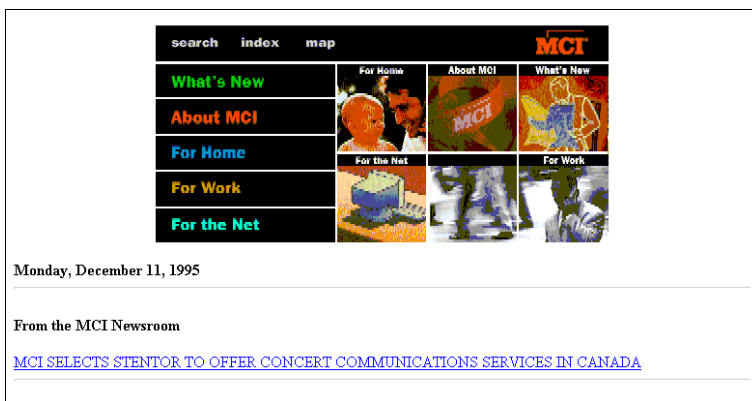 search index map MCI
For Home About MCI What's New
What's New
About MCI
MCI
For Home
For the Net For Work
For Work
For the Net
Monday, December 11, 1995
From the MCI Newsroom
MCI SELECTS STENTOR TO OFFER CONCERT COMMUNICATIONS SERVICES IN CANADA